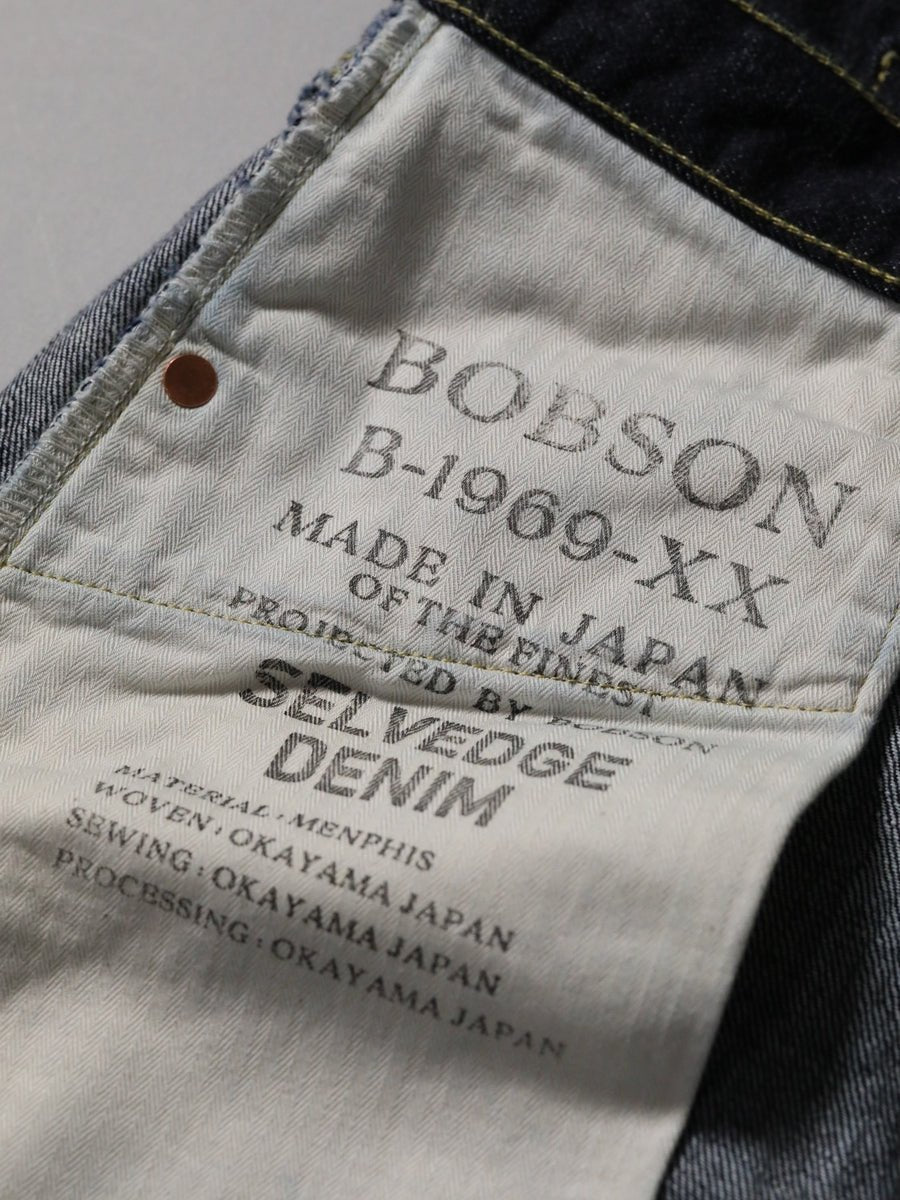 BOBSON
B-1969-XX
MADE IN JAPAN
OF THE FINEST
PROJECTED BY BOBSON
SELVEDGE
DENIM
MATERIAL : MENPHIS
WOVEN : OKAYAMA JAPAN
SEWING : OKAYAMA JAPAN
PROCESSING : OKAYAMA JAPAN